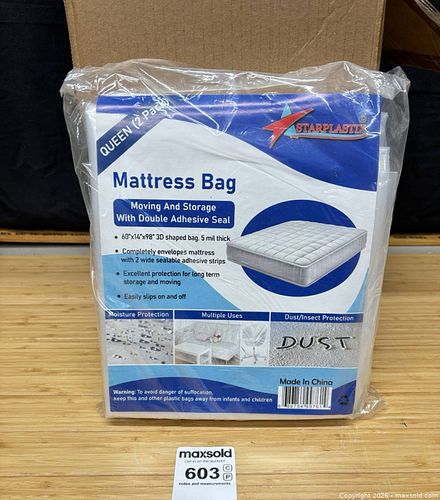 QUEEN (2 Pack)
STARPLASTIX
Mattress Bag
Moving And Storage
With Double Adhesive Seal
• 60"x14"x98" 3D shaped bag. 5 mil thick
• Completely envelopes mattress
with 2 wide sealable adhesive strips
• Excellent protection for long term
storage and moving
• Easily slips on and off
Moisture Protection
Multiple Uses
Dust/Insect Protection
DUST
Made In China
Warning: To avoid danger of suffocation,
keep this and other plastic bags away from infants and children
maxsold
603
C
P
notes and measurements
Copyright 2026 - maxsold.com